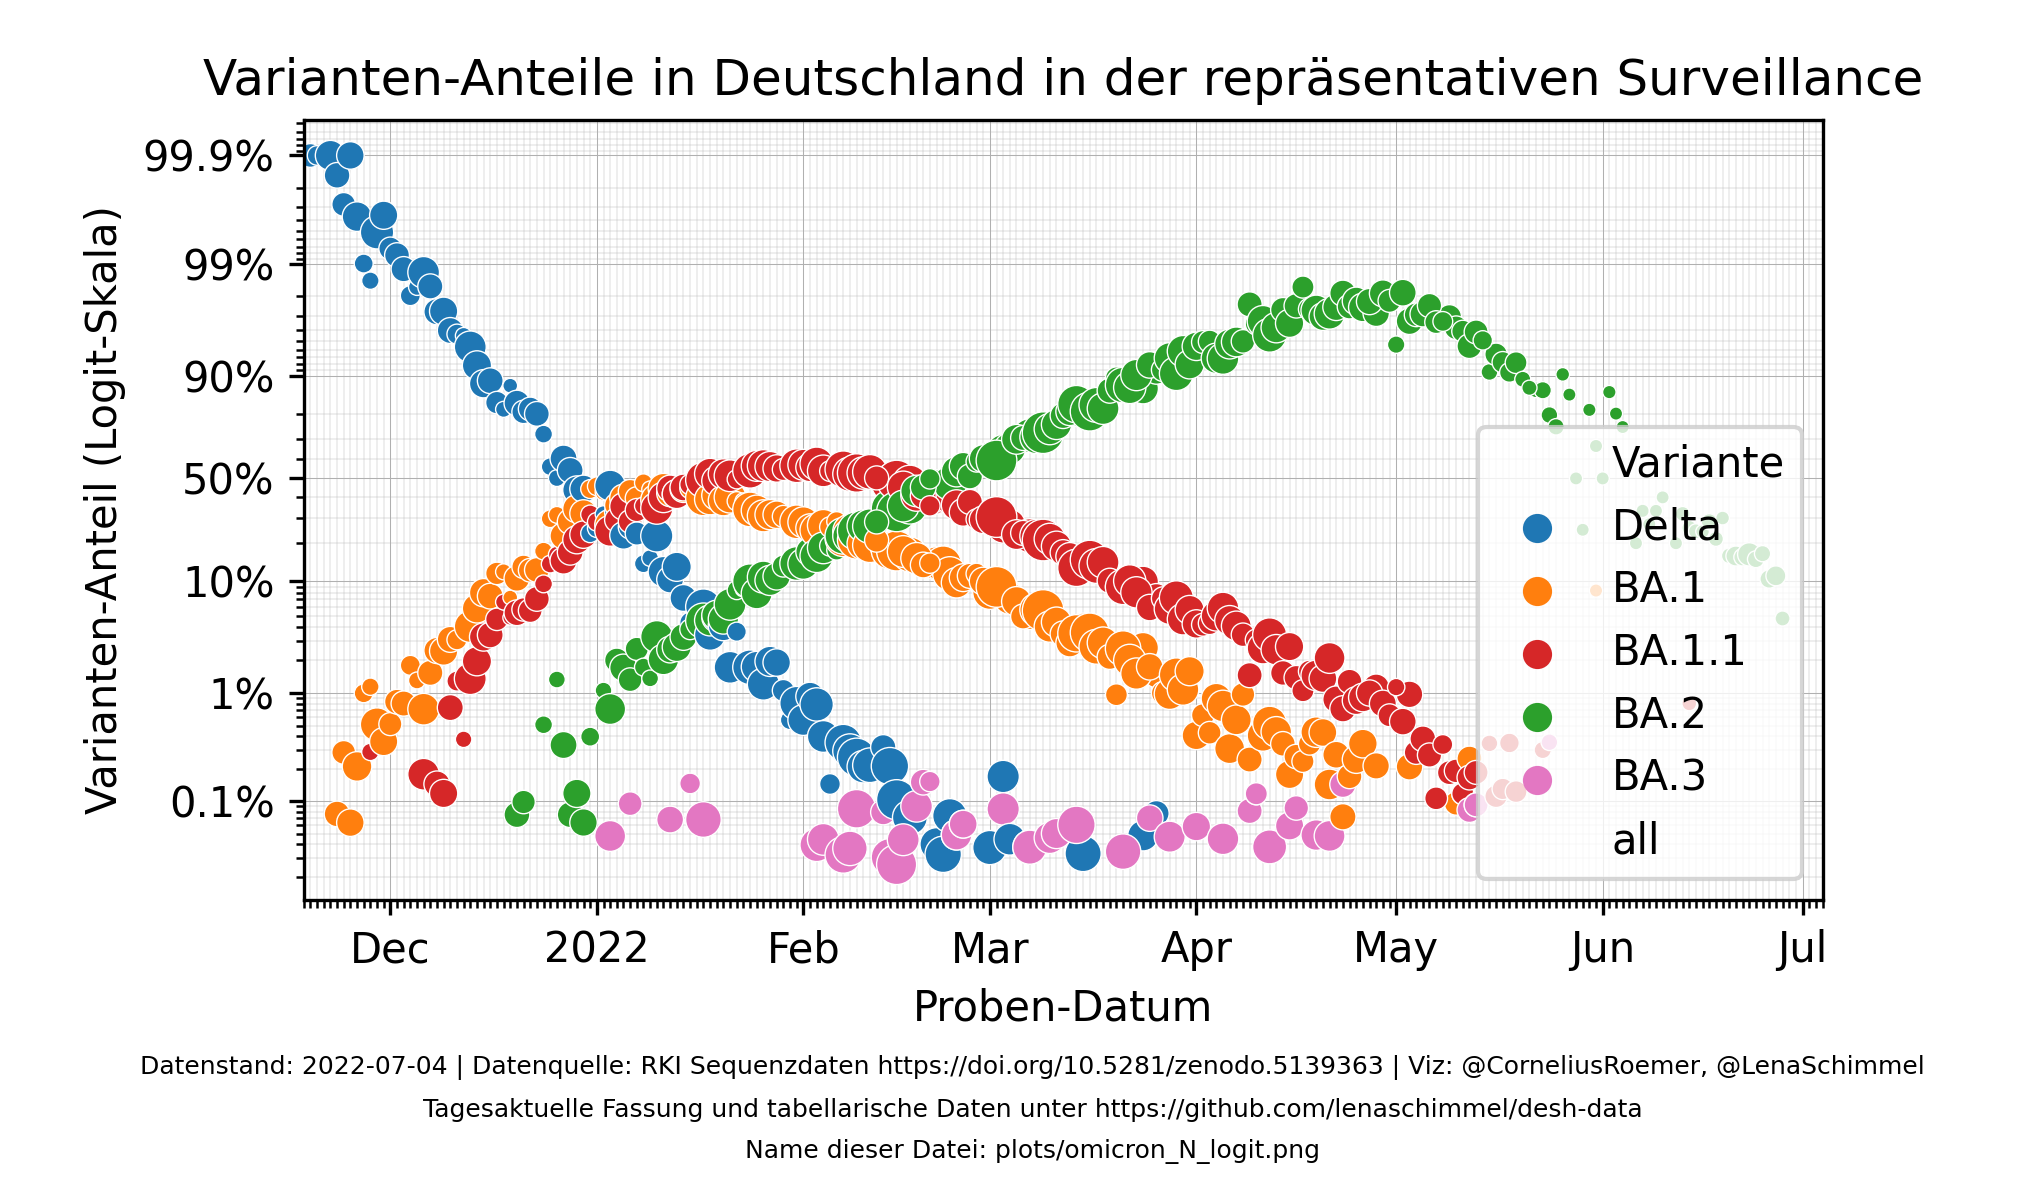 Varianten-Anteile in Deutschland in der repräsentativen Surveillance
Varianten-Anteil (Logit-Skala)
99.9%
99%
90%
50%
10%
1%
0.1%
Variante
Delta
BA.1
BA.1.1
BA.2
BA.3
all
Dec 2022 Feb Mar Apr May Jun Jul
Proben-Datum
Datenstand: 2022-07-04 | Datenquelle: RKI Sequenzdaten https://doi.org/10.5281/zenodo.5139363 | Viz: @CorneliusRoemer, @LenaSchimmel
Tagesaktuelle Fassung und tabellarische Daten unter https://github.com/lenaschimmel/desh-data
Name dieser Datei: plots/omicron_N_logit.png